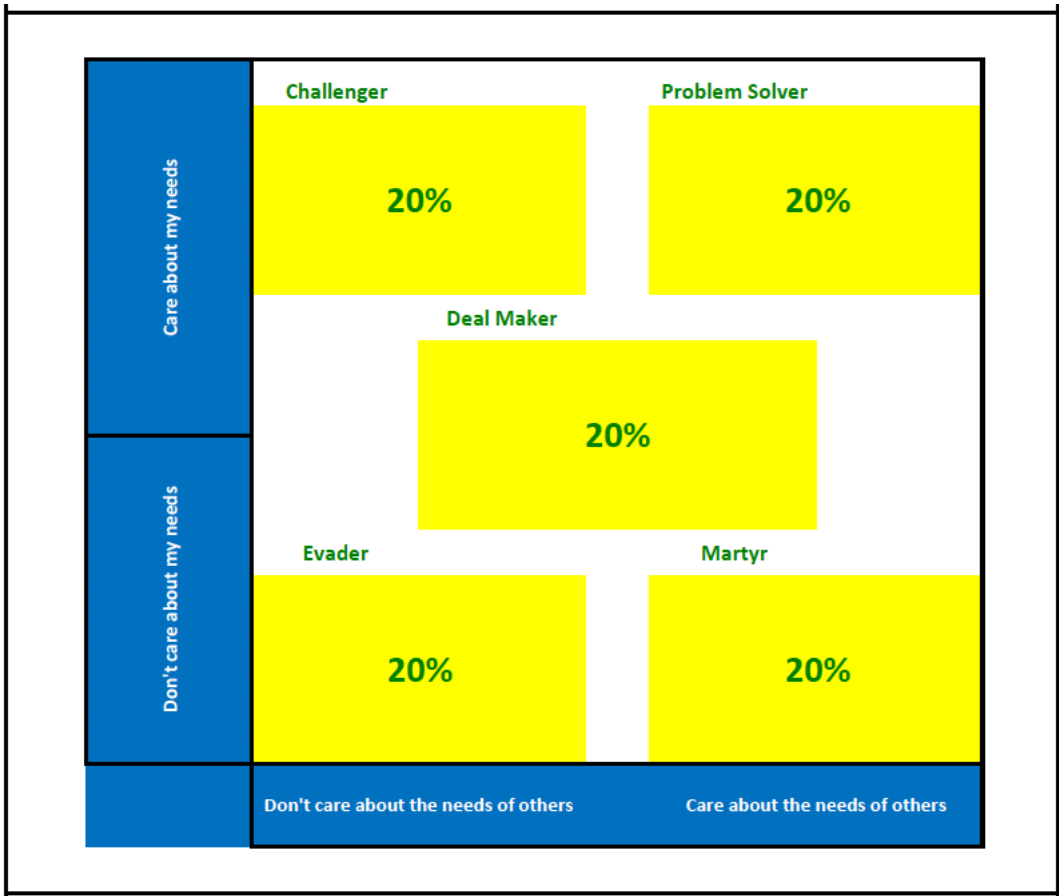 Challenger
Problem Solver
20%
20%
Care about my needs
Deal Maker
20%
Evader
Martyr
Don't care about my needs
20%
20%
Don't care about the needs of others
Care about the needs of others